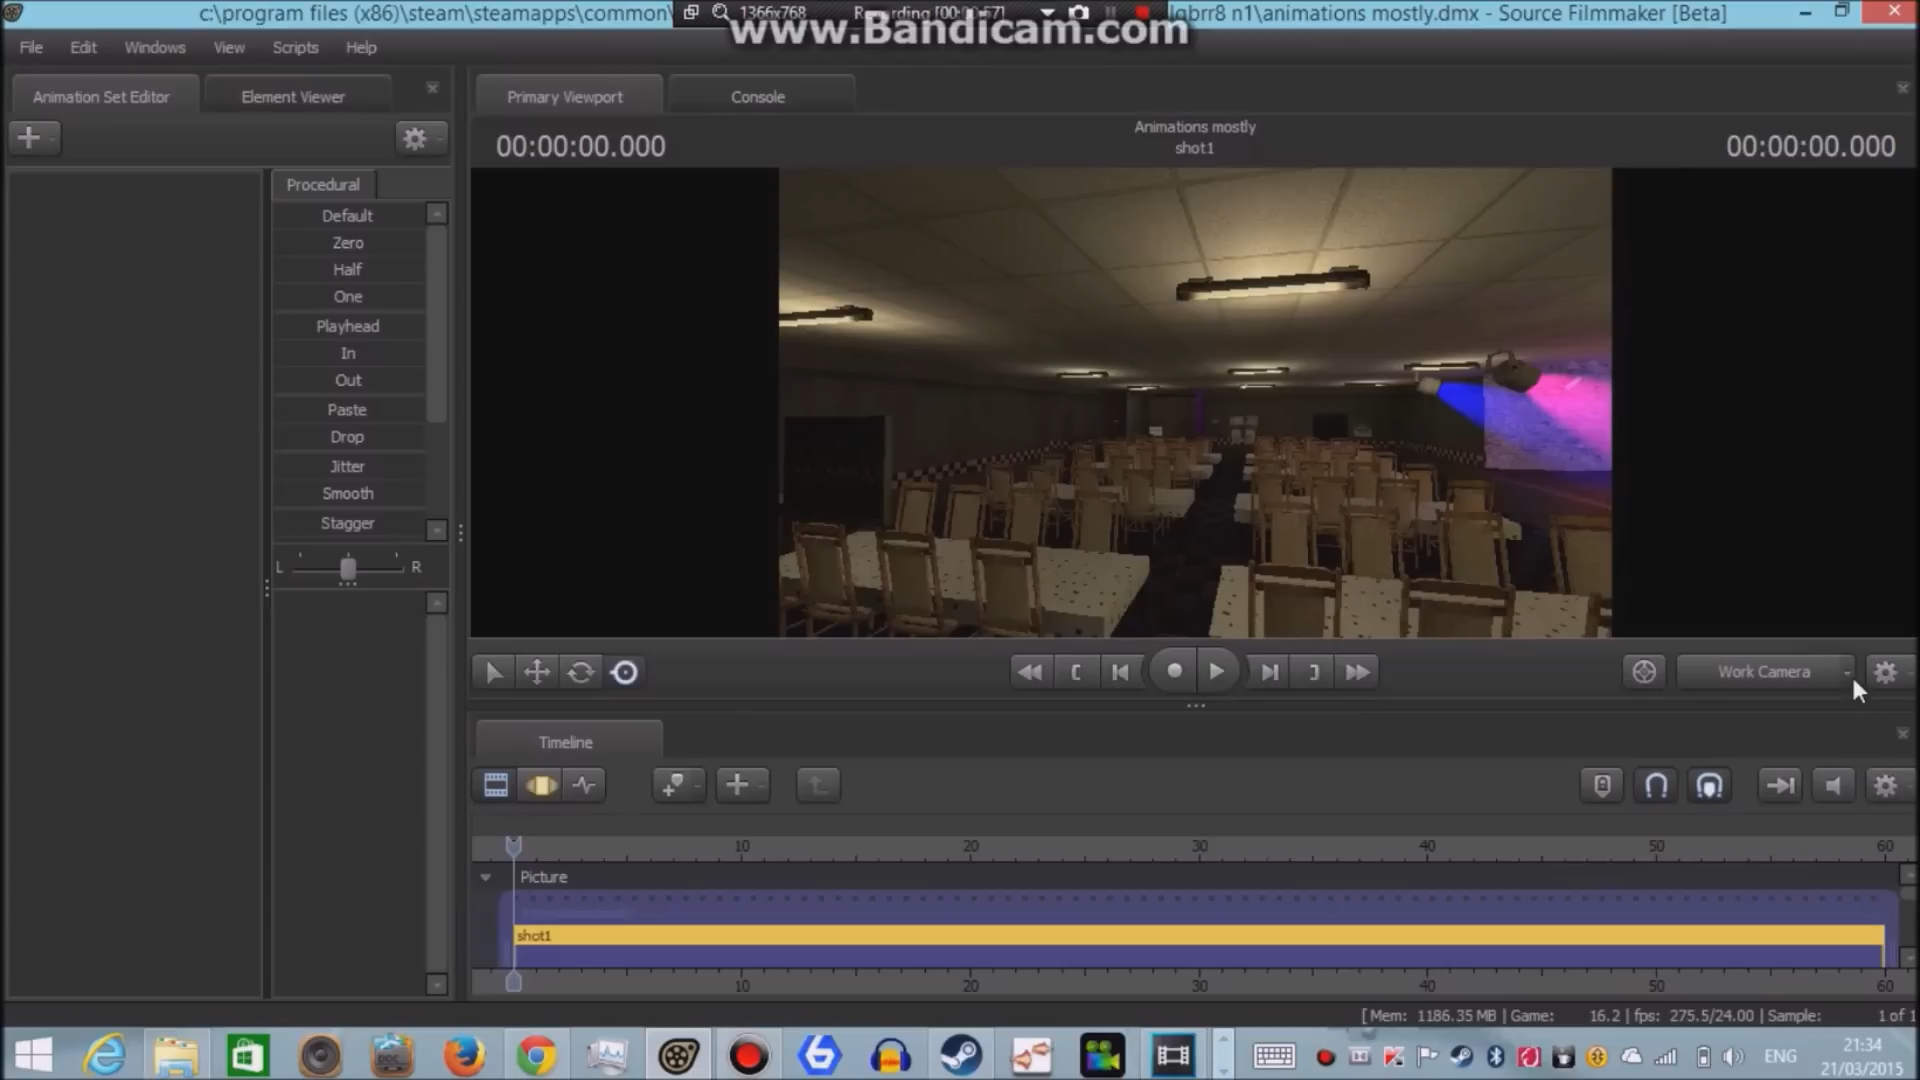 c:\program files (x86)\steam\steamapps\common\
1366x768
www.Bandicam.com
animations mostly.dmx - Source Filmmaker [Beta]
File Edit Windows View Scripts Help
Animation Set Editor
Element Viewer
Primary Viewport
Console
Animations mostly
00:00:00.000
shot1
00:00:00.000
Procedural
Default
Zero
Half
One
Playhead
In
Out
Paste
Drop
Jitter
Smooth
Stagger
L
R
Work Camera
Timeline
10 20 30 40 50 60
Picture
shot1
10 20 30 40 50 60
[ Mem: 1186.35 MB | Game: 16.2 | fps: 275.5/24.00 | Sample: 1 of 1
ENG
21:34
21/03/2015